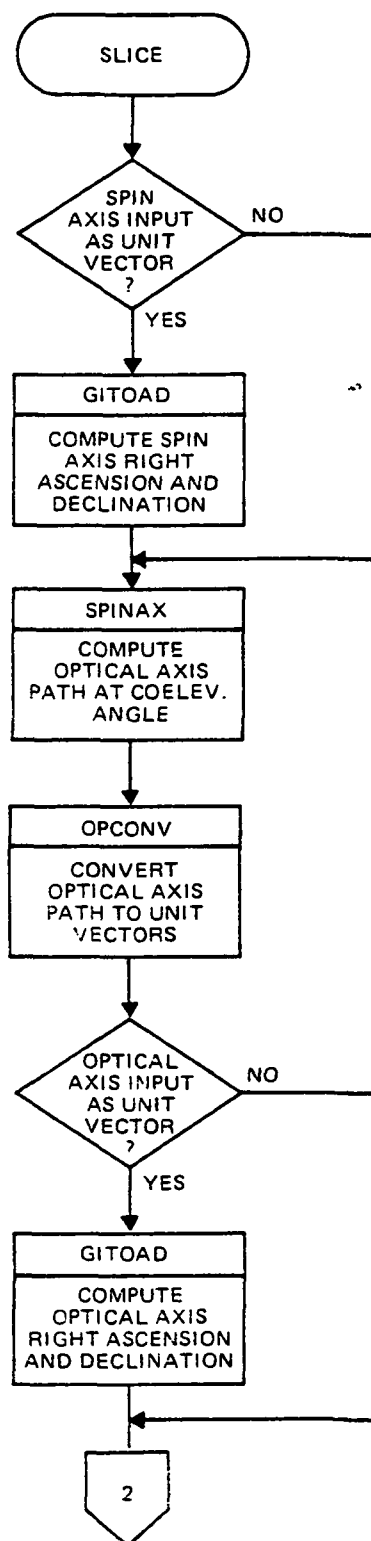 SLICE
SPIN
AXIS INPUT
AS UNIT
VECTOR
?
NO
YES
GITOAD
COMPUTE SPIN
AXIS RIGHT
ASCENSION AND
DECLINATION
SPINAX
COMPUTE
OPTICAL AXIS
PATH AT COELEV.
ANGLE
OPCONV
CONVERT
OPTICAL AXIS
PATH TO UNIT
VECTORS
OPTICAL
AXIS INPUT
AS UNIT
VECTOR
?
NO
YES
GITOAD
COMPUTE
OPTICAL AXIS
RIGHT ASCENSION
AND DECLINATION
2